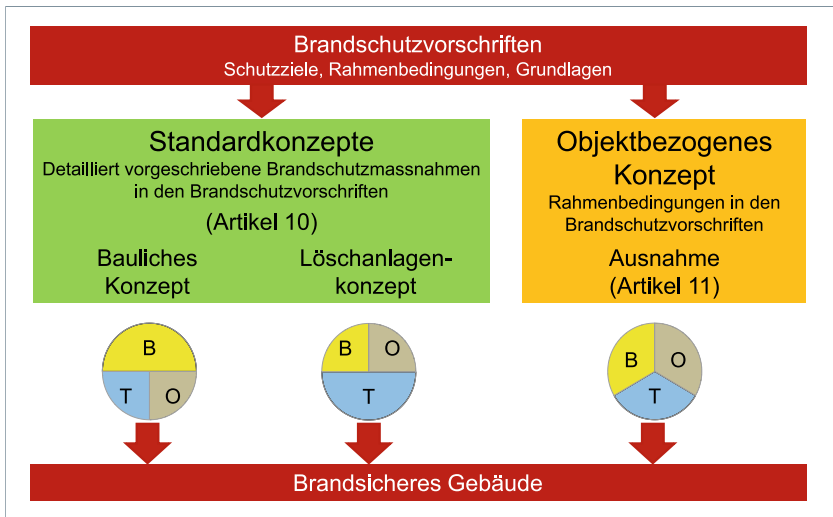 Brandschutzvorschriften
Schutzziele, Rahmenbedingungen, Grundlagen
Standardkonzepte
Detailliert vorgeschriebene Brandschutzmassnahmen
in den Brandschutzvorschriften
(Artikel 10)
Bauliches
Konzept
Löschanlagen-
konzept
Objektbezogenes
Konzept
Rahmenbedingungen in den
Brandschutzvorschriften
Ausnahme
(Artikel 11)
B
T O
B O
T
B O
T
Brandsicheres Gebäude